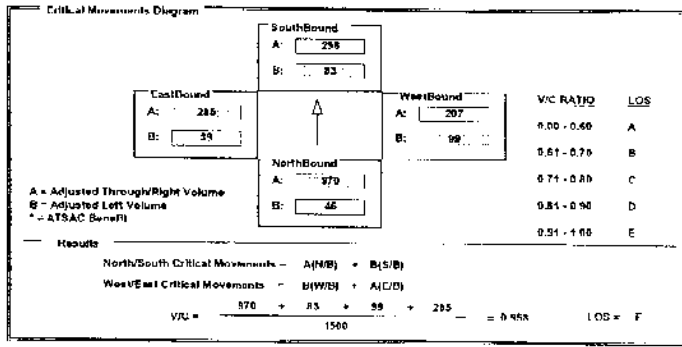 Critical Movements Diagram
SouthBound
A: 298
B: 83
EastBound
A: 285
B:
WestBound
A: 207
B: 99
NorthBound
A: 970
B: 46
V/C RATIO LOS
0.00 - 0.60 A
0.61 - 0.70 B
0.71 - 0.80 C
0.81 - 0.90 D
0.91 - 1.00 E
A = Adjusted Through/Right Volume
B = Adjusted Left Volume
* = ATSAC Benefit
Results
North/South Critical Movements = A(N/B) + B(S/B)
West/East Critical Movements = B(W/B) + A(E/B)
V/C = 970 + 83 + 99 + 285
1500
= 0.958 LOS =